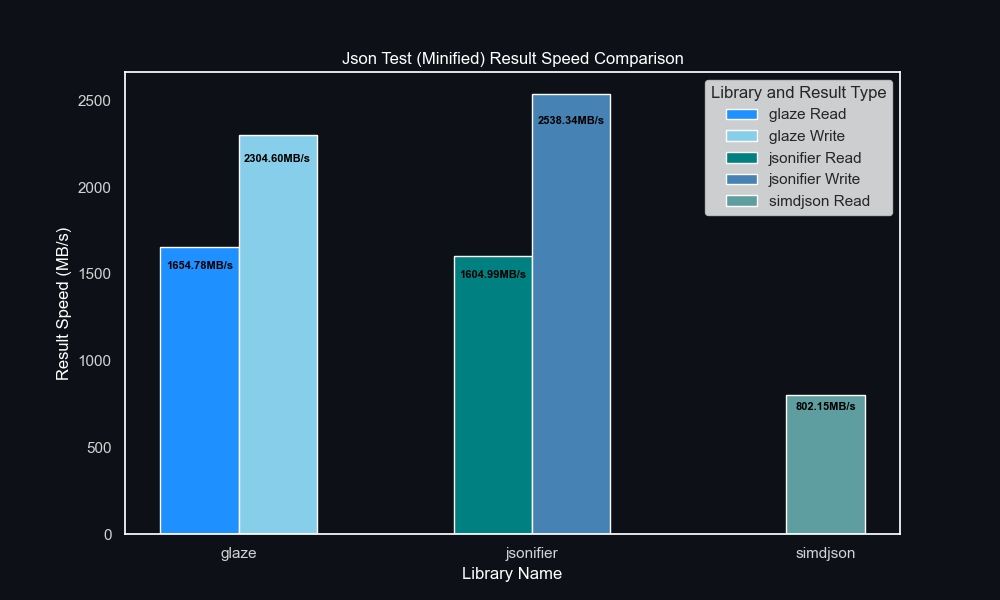 Json Test (Minified) Result Speed Comparison
Library and Result Type
glaze Read
glaze Write
jsonifier Read
jsonifier Write
simdjson Read
2500
2000
1500
1000
500
0
Result Speed (MB/s)
1654.78MB/s
2304.60MB/s
1604.99MB/s
2538.34MB/s
802.15MB/s
glaze
jsonifier
simdjson
Library Name